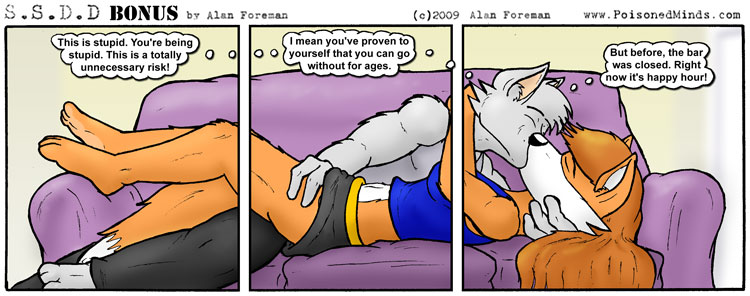 S.S.D.D BONUS by Alan Foreman (c)2009 Alan Foreman www.PoisonedMinds.com
This is stupid. You're being
stupid. This is a totally
unnecessary risk!
I mean you've proven to
yourself that you can go
without for ages.
But before, the bar
was closed. Right
now it's happy hour!